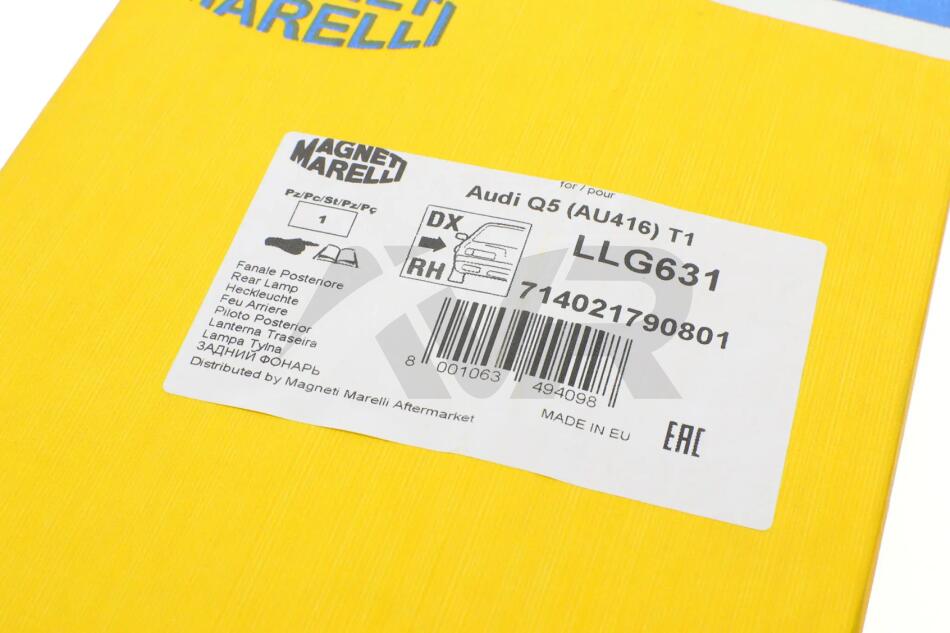 MAGNETI
MARELLI
MAGNETI
MARELLI
for / pour
Audi Q5 (AU416) T1
Pz/Pc/St/Pz/Pç
1
DX
RH
LLG631
714021790801
Fanale Posteriore
Rear Lamp
Heckleuchte
Feu Arriere
Piloto Posterior
Lanterna Traseira
Lampa Tylna
ЗАДНИЙ ФОНАРЬ
Distributed by Magneti Marelli Aftermarket
8 001063 494098
MADE IN EU
EAC